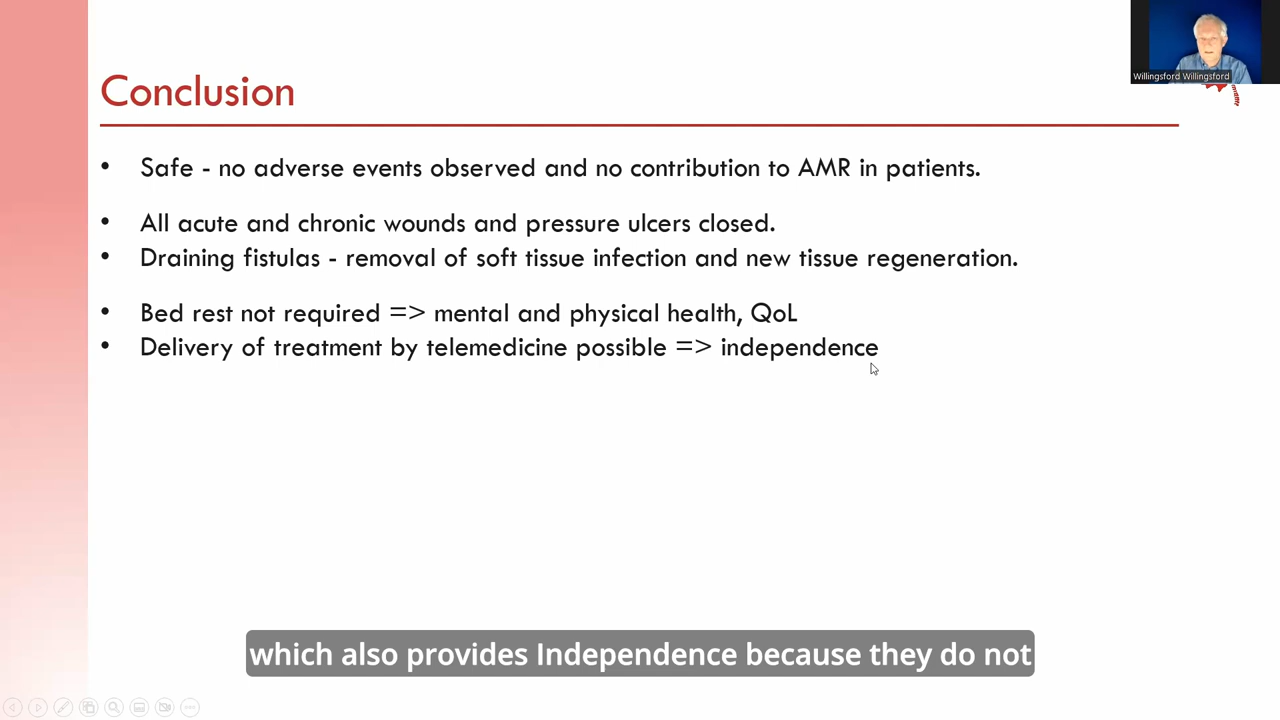 Willingsford Willingsford
Conclusion
• Safe - no adverse events observed and no contribution to AMR in patients.
• All acute and chronic wounds and pressure ulcers closed.
• Draining fistulas - removal of soft tissue infection and new tissue regeneration.
• Bed rest not required => mental and physical health, QoL
• Delivery of treatment by telemedicine possible => independence
which also provides Independence because they do not